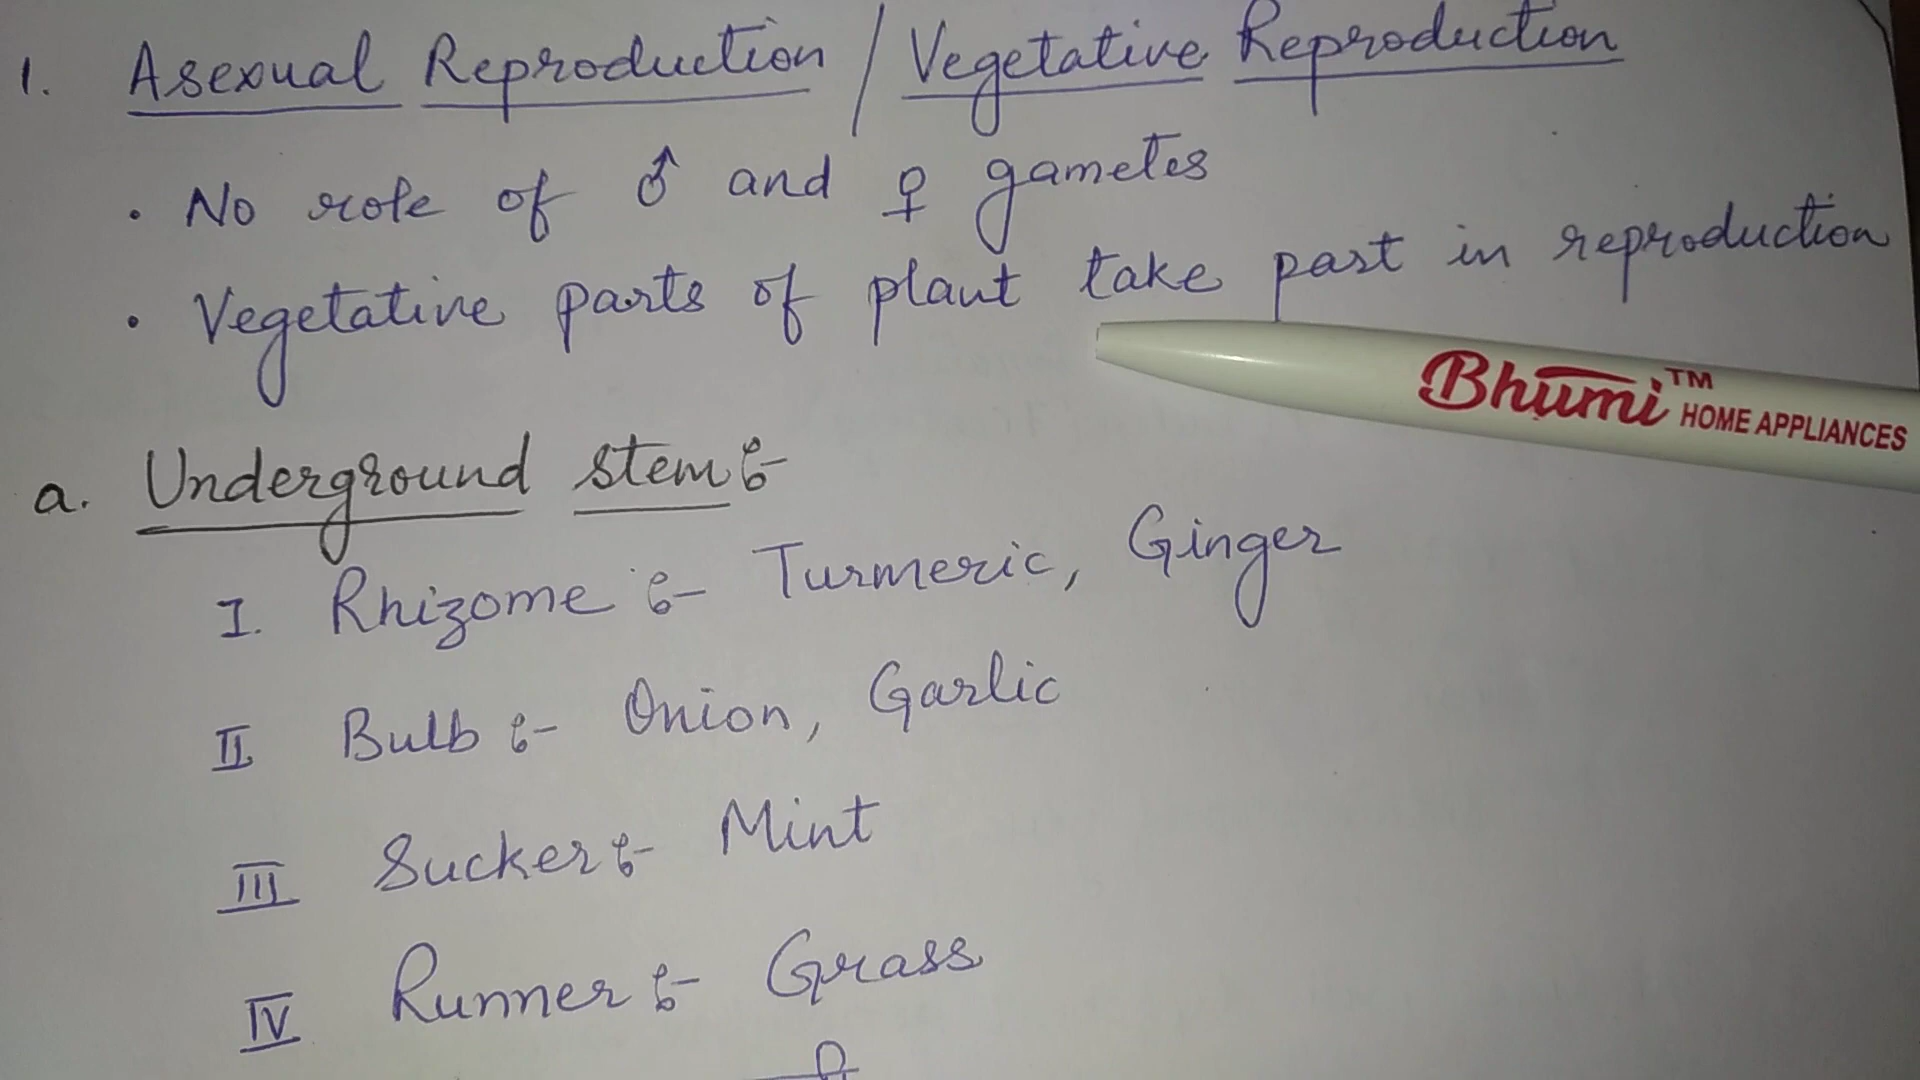 1. Asexual Reproduction / Vegetative Reproduction
• No role of ♂ and ♀ gametes
• Vegetative parts of plant take part in reproduction
Bhumi™ HOME APPLIANCES
a. Underground stem :-
I. Rhizome :- Turmeric, Ginger
II Bulb :- Onion, Garlic
III Sucker :- Mint
IV Runner :- Grass